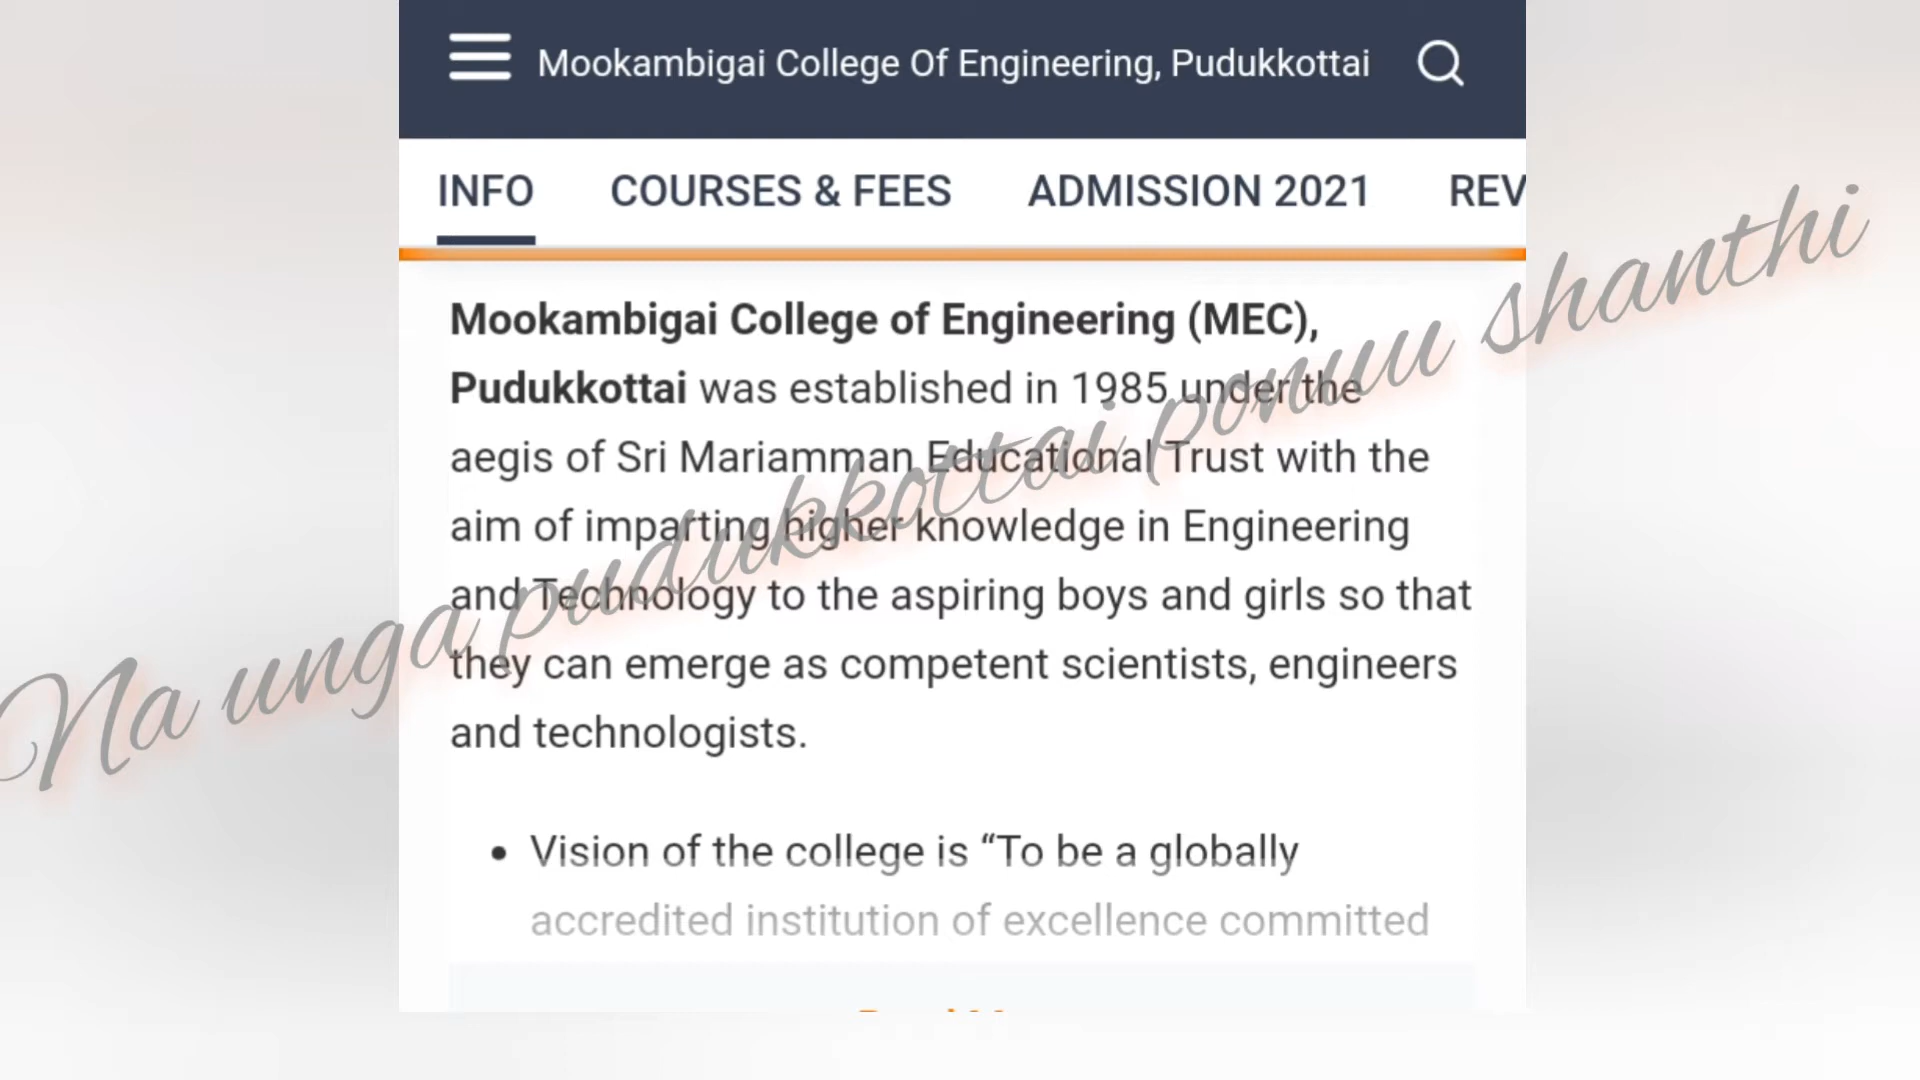 Mookambigai College Of Engineering, Pudukkottai
INFO COURSES & FEES ADMISSION 2021 REV
Mookambigai College of Engineering (MEC),
Pudukkottai was established in 1985 under the
aegis of Sri Mariamman Educational Trust with the
aim of imparting higher knowledge in Engineering
and Technology to the aspiring boys and girls so that
they can emerge as competent scientists, engineers
and technologists.
• Vision of the college is “To be a globally
accredited institution of excellence committed
Na unga pudukkottai ponuu shanthi